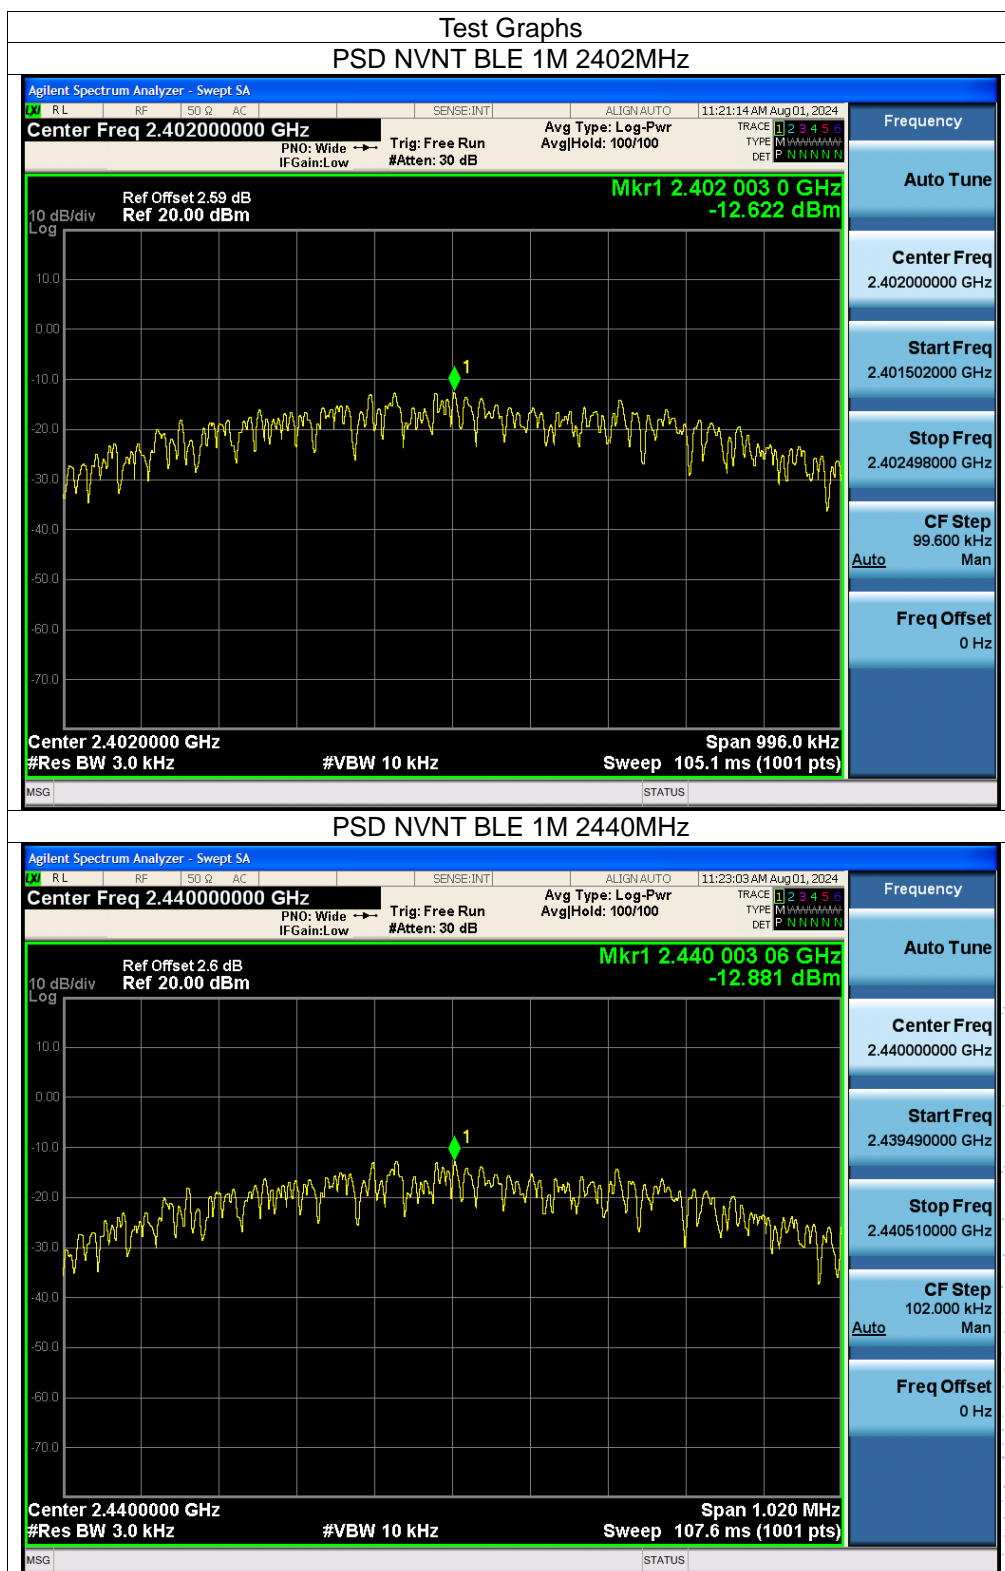 Test Graphs
PSD NVNT BLE 1M 2402MHz
Agilent Spectrum Analyzer - Swept SA
LXI RL RF 50 Ω AC SENSE:INT ALIGN AUTO 11:21:14 AM Aug 01, 2024
Center Freq 2.402000000 GHz
PNO: Wide
IFGain:Low
Trig: Free Run
#Atten: 30 dB
Avg Type: Log-Pwr
Avg|Hold: 100/100
TRACE 1 2 3 4 5 6
TYPE M W W W W W
DET P N N N N N
Frequency
Mkr1 2.402 003 0 GHz
-12.622 dBm
Ref Offset 2.59 dB
10 dB/div Ref 20.00 dBm
Log
10.0
0.00
-10.0
-20.0
-30.0
-40.0
-50.0
-60.0
-70.0
1
Center 2.4020000 GHz Span 996.0 kHz
#Res BW 3.0 kHz #VBW 10 kHz Sweep 105.1 ms (1001 pts)
MSG STATUS
Auto Tune
Center Freq
2.402000000 GHz
Start Freq
2.401502000 GHz
Stop Freq
2.402498000 GHz
CF Step
99.600 kHz
Auto Man
Freq Offset
0 Hz
PSD NVNT BLE 1M 2440MHz
Agilent Spectrum Analyzer - Swept SA
LXI RL RF 50 Ω AC SENSE:INT ALIGN AUTO 11:23:03 AM Aug 01, 2024
Center Freq 2.440000000 GHz
PNO: Wide
IFGain:Low
Trig: Free Run
#Atten: 30 dB
Avg Type: Log-Pwr
Avg|Hold: 100/100
TRACE 1 2 3 4 5 6
TYPE M W W W W W
DET P N N N N N
Frequency
Mkr1 2.440 003 06 GHz
-12.881 dBm
Ref Offset 2.6 dB
10 dB/div Ref 20.00 dBm
Log
10.0
0.00
-10.0
-20.0
-30.0
-40.0
-50.0
-60.0
-70.0
1
Center 2.4400000 GHz Span 1.020 MHz
#Res BW 3.0 kHz #VBW 10 kHz Sweep 107.6 ms (1001 pts)
MSG STATUS
Auto Tune
Center Freq
2.440000000 GHz
Start Freq
2.439490000 GHz
Stop Freq
2.440510000 GHz
CF Step
102.000 kHz
Auto Man
Freq Offset
0 Hz